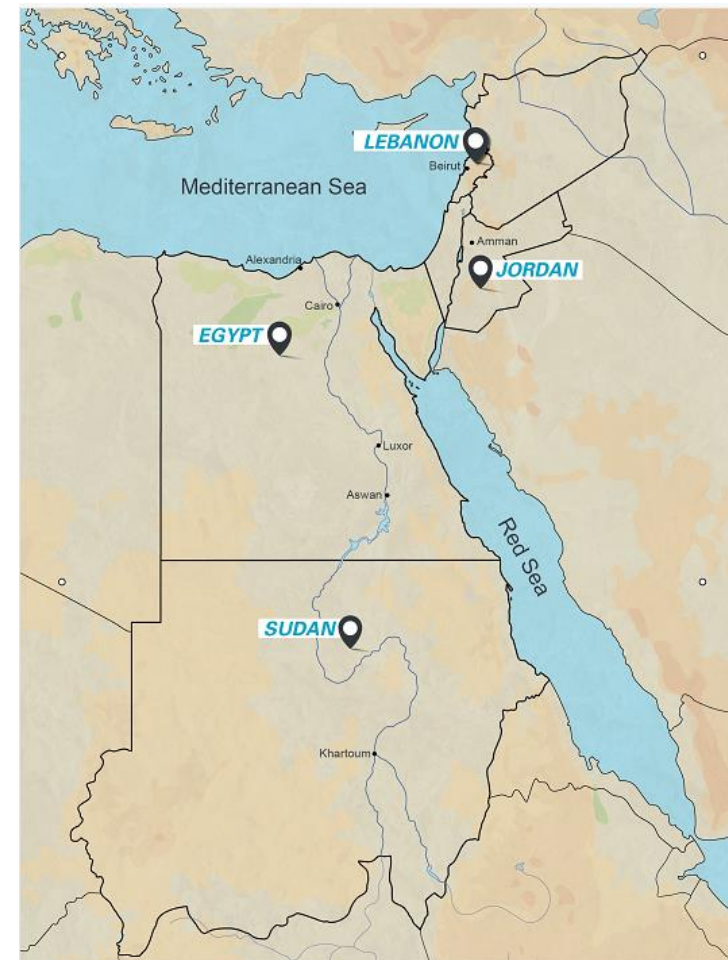 LEBANON
Beirut
Mediterranean Sea
Amman
Alexandria
JORDAN
Cairo
EGYPT
Luxor
Aswan
Red Sea
SUDAN
Khartoum